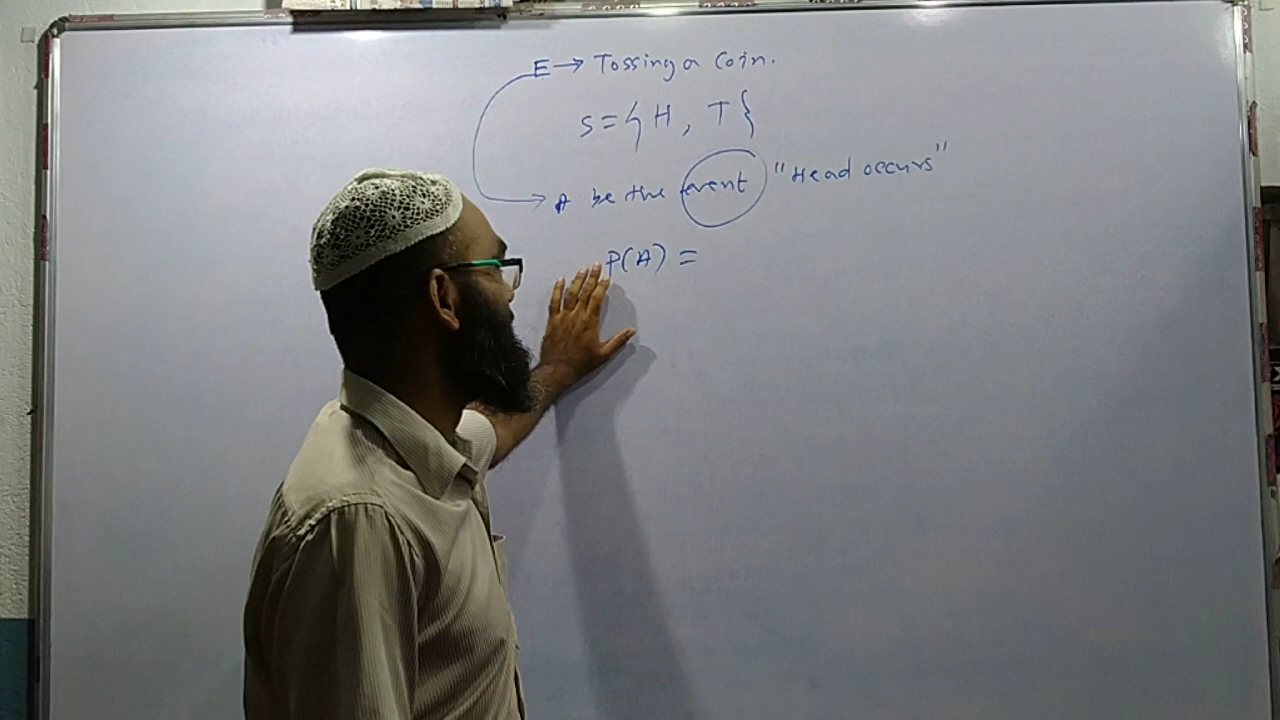 E → Tossing a Coin.
S = { H, T }
A be the event "Head occurs"
P(A) =